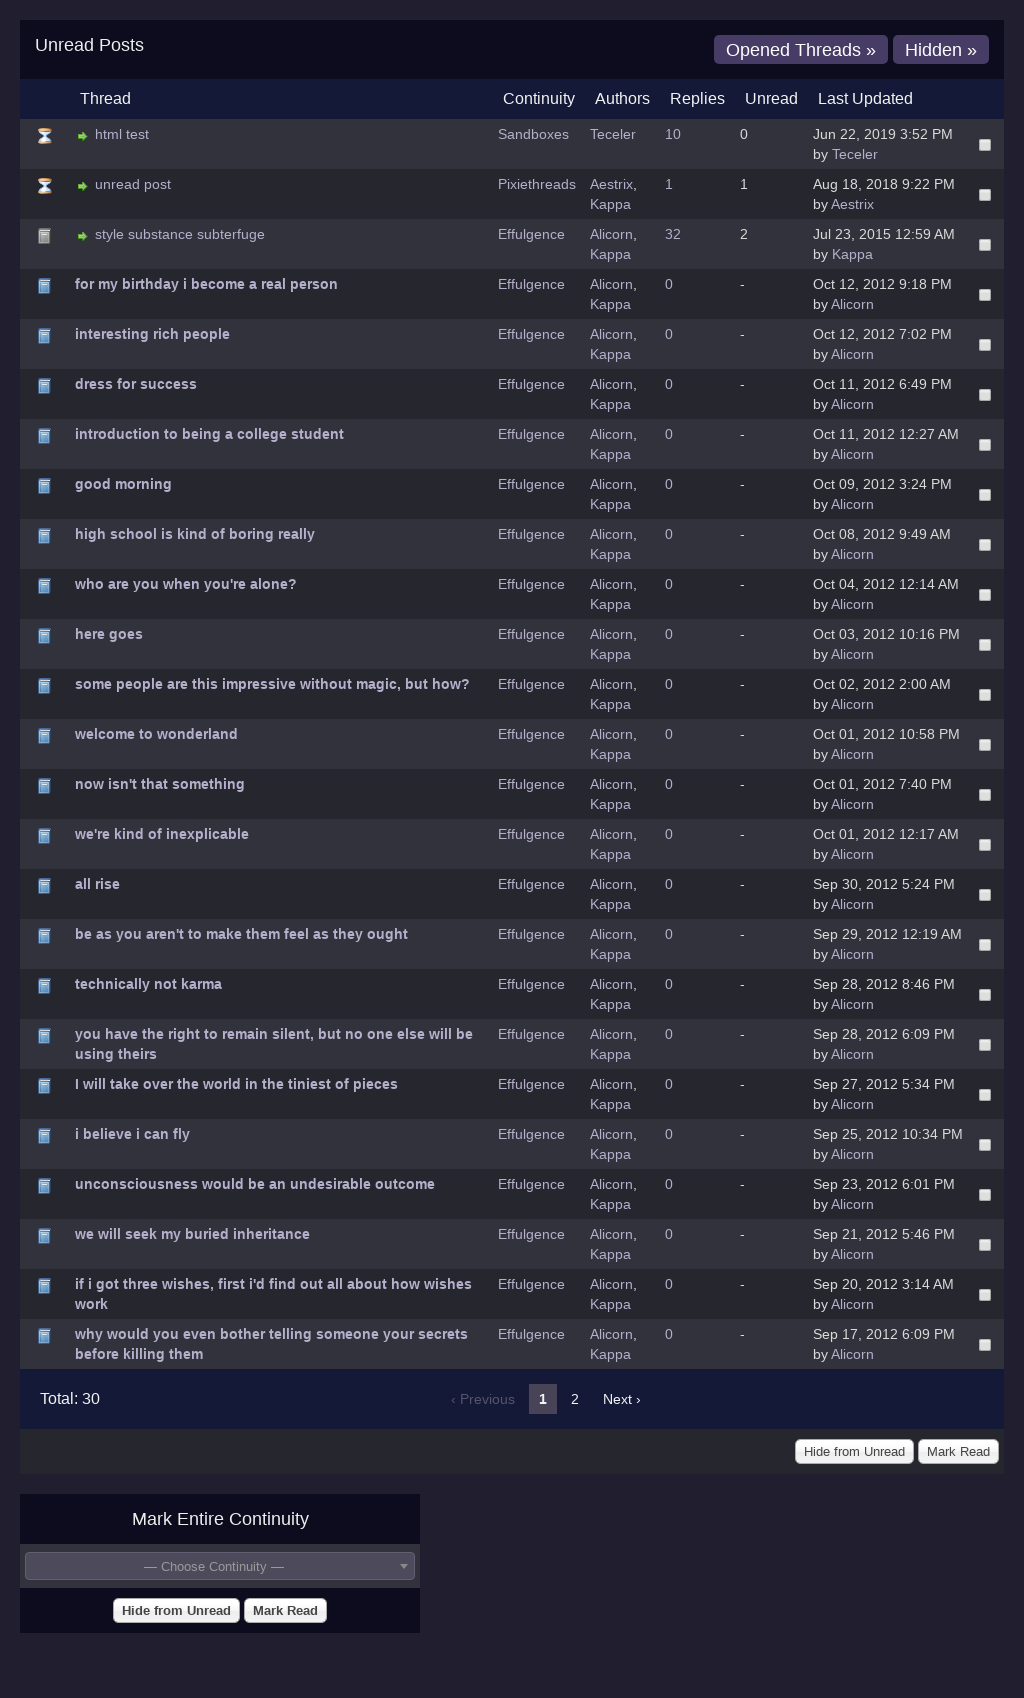 Unread Posts
Opened Threads » Hidden »
Thread Continuity Authors Replies Unread Last Updated
html test Sandboxes Teceler 10 0 Jun 22, 2019 3:52 PM
by Teceler
unread post Pixiethreads Aestrix, 1 1 Aug 18, 2018 9:22 PM
Kappa by Aestrix
style substance subterfuge Effulgence Alicorn, 32 2 Jul 23, 2015 12:59 AM
Kappa by Kappa
for my birthday i become a real person Effulgence Alicorn, 0 - Oct 12, 2012 9:18 PM
Kappa by Alicorn
interesting rich people Effulgence Alicorn, 0 - Oct 12, 2012 7:02 PM
Kappa by Alicorn
dress for success Effulgence Alicorn, 0 - Oct 11, 2012 6:49 PM
Kappa by Alicorn
introduction to being a college student Effulgence Alicorn, 0 - Oct 11, 2012 12:27 AM
Kappa by Alicorn
good morning Effulgence Alicorn, 0 - Oct 09, 2012 3:24 PM
Kappa by Alicorn
high school is kind of boring really Effulgence Alicorn, 0 - Oct 08, 2012 9:49 AM
Kappa by Alicorn
who are you when you're alone? Effulgence Alicorn, 0 - Oct 04, 2012 12:14 AM
Kappa by Alicorn
here goes Effulgence Alicorn, 0 - Oct 03, 2012 10:16 PM
Kappa by Alicorn
some people are this impressive without magic, but how? Effulgence Alicorn, 0 - Oct 02, 2012 2:00 AM
Kappa by Alicorn
welcome to wonderland Effulgence Alicorn, 0 - Oct 01, 2012 10:58 PM
Kappa by Alicorn
now isn't that something Effulgence Alicorn, 0 - Oct 01, 2012 7:40 PM
Kappa by Alicorn
we're kind of inexplicable Effulgence Alicorn, 0 - Oct 01, 2012 12:17 AM
Kappa by Alicorn
all rise Effulgence Alicorn, 0 - Sep 30, 2012 5:24 PM
Kappa by Alicorn
be as you aren't to make them feel as they ought Effulgence Alicorn, 0 - Sep 29, 2012 12:19 AM
Kappa by Alicorn
technically not karma Effulgence Alicorn, 0 - Sep 28, 2012 8:46 PM
Kappa by Alicorn
you have the right to remain silent, but no one else will be Effulgence Alicorn, 0 - Sep 28, 2012 6:09 PM
using theirs Kappa by Alicorn
I will take over the world in the tiniest of pieces Effulgence Alicorn, 0 - Sep 27, 2012 5:34 PM
Kappa by Alicorn
i believe i can fly Effulgence Alicorn, 0 - Sep 25, 2012 10:34 PM
Kappa by Alicorn
unconsciousness would be an undesirable outcome Effulgence Alicorn, 0 - Sep 23, 2012 6:01 PM
Kappa by Alicorn
we will seek my buried inheritance Effulgence Alicorn, 0 - Sep 21, 2012 5:46 PM
Kappa by Alicorn
if i got three wishes, first i'd find out all about how wishes Effulgence Alicorn, 0 - Sep 20, 2012 3:14 AM
work Kappa by Alicorn
why would you even bother telling someone your secrets Effulgence Alicorn, 0 - Sep 17, 2012 6:09 PM
before killing them Kappa by Alicorn
Total: 30 ‹ Previous 1 2 Next ›
Hide from Unread Mark Read
Mark Entire Continuity
— Choose Continuity —
Hide from Unread Mark Read